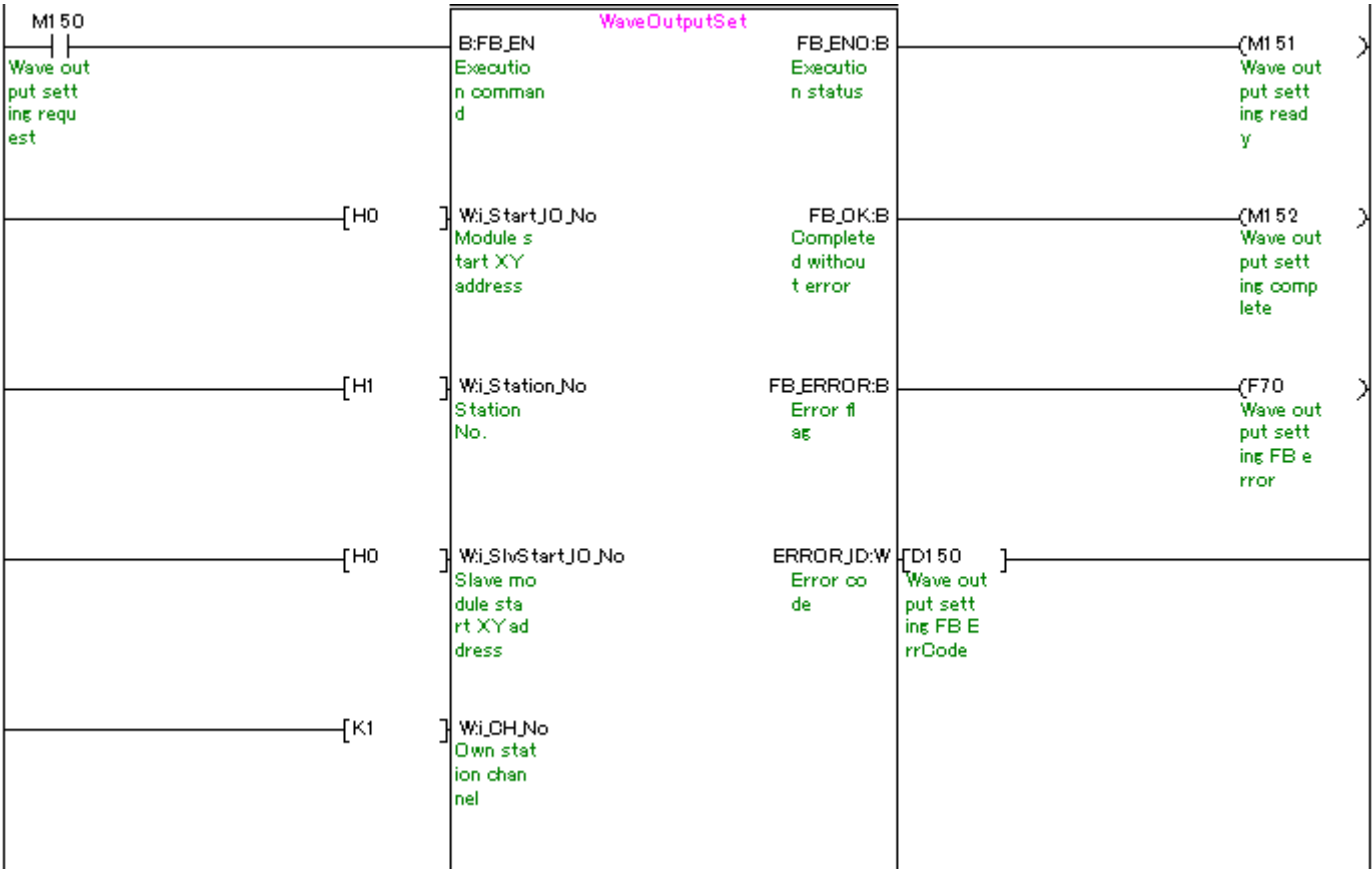 M150
Wave out
put sett
ing requ
est
WaveOutputSet
B:FB_EN
Executio
n comman
d
FB_ENO:B
Executio
n status
(M151 )
Wave out
put sett
ing read
y
[H0 ]
W:i_Start_IO_No
Module s
tart XY
address
FB_OK:B
Complete
d withou
t error
(M152 )
Wave out
put sett
ing comp
lete
[H1 ]
W:i_Station_No
Station
No.
FB_ERROR:B
Error fl
ag
(F70 )
Wave out
put sett
ing FB e
rror
[H0 ]
W:i_SlvStart_IO_No
Slave mo
dule sta
rt XY ad
dress
ERROR_ID:W
Error co
de
[D150 ]
Wave out
put sett
ing FB E
rrCode
[K1 ]
W:i_CH_No
Own stat
ion chan
nel